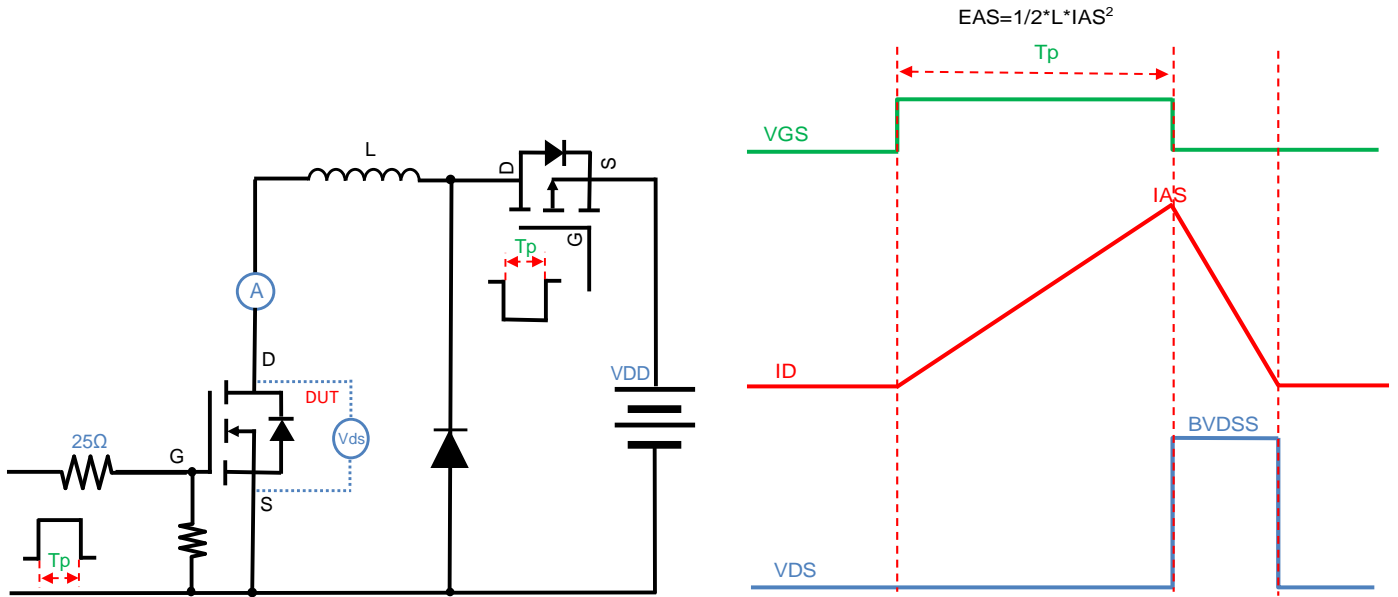 EAS=1/2*L*IAS²
Tp
VGS
IAS
ID
BVDSS
VDS
L
D
S
G
Tp
A
D
DUT
VDD
Vds
25Ω
G
S
Tp